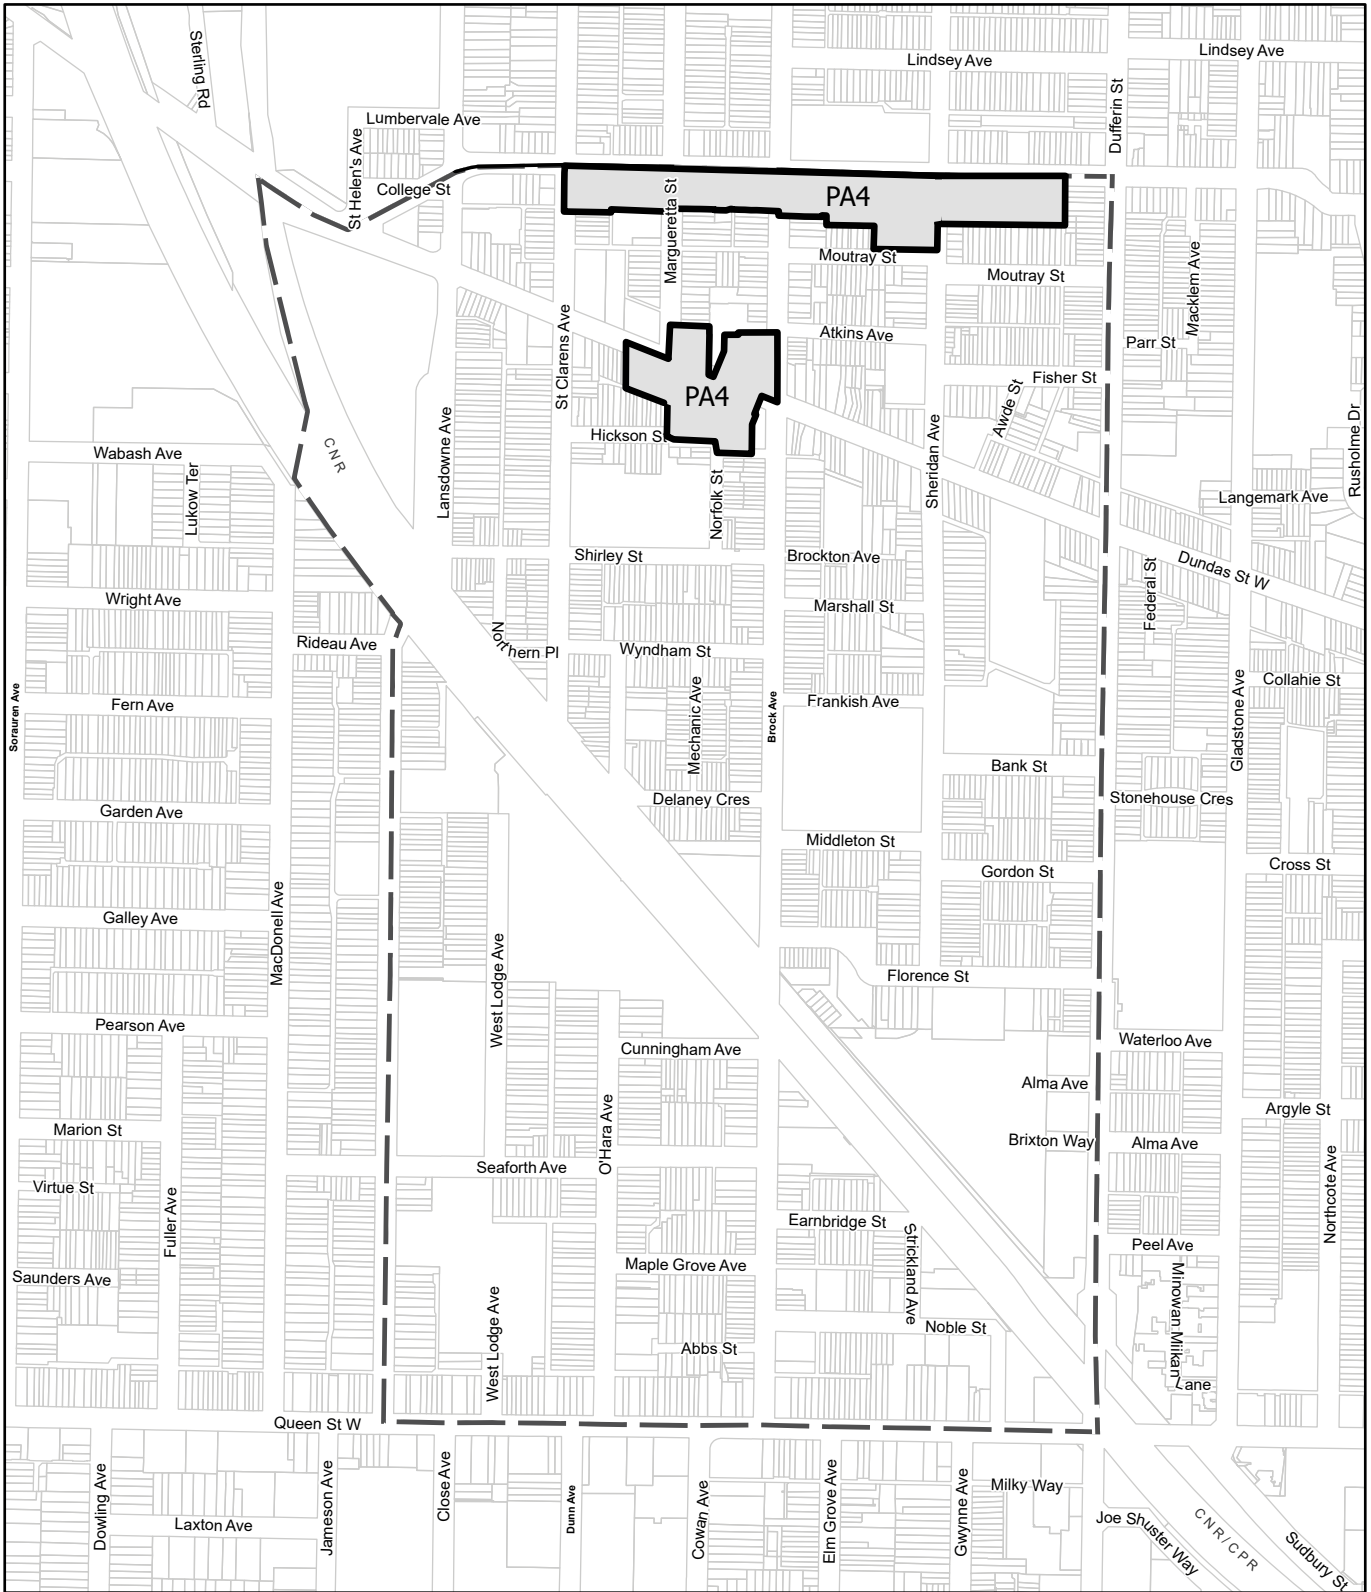 Lindsey Ave
Lindsey Ave
Sterling Rd
Dufferin St
Lumbervale Ave
St Helen's Ave
College St
PA4
Margueretta St
Moutray St
Moutray St
Macklem Ave
St Clarens Ave
Atkins Ave
Parr St
Fisher St
PA4
Awde St
Rusholme Dr
Lansdowne Ave
Hickson St
Sheridan Ave
CNR
Wabash Ave
Lukow Ter
Norfolk St
Langemark Ave
Shirley St
Brockton Ave
Dundas St W
Federal St
Wright Ave
Marshall St
Rideau Ave
Northern Pl
Wyndham St
Collahie St
Sorauren Ave
Fern Ave
Mechanic Ave
Brock Ave
Frankish Ave
Gladstone Ave
Bank St
Garden Ave
Delaney Cres
Stonehouse Cres
Middleton St
Gordon St
Cross St
Galley Ave
MacDonell Ave
West Lodge Ave
Florence St
Pearson Ave
Cunningham Ave
Waterloo Ave
Alma Ave
O'Hara Ave
Argyle St
Marion St
Brixton Way
Alma Ave
Seaforth Ave
Virtue St
Northcote Ave
Fuller Ave
Earnbridge St
Strickland Ave
Peel Ave
Saunders Ave
Maple Grove Ave
Minowan Miikan
Lane
West Lodge Ave
Noble St
Abbs St
Queen St W
Dowling Ave
Jameson Ave
Close Ave
Dunn Ave
Cowan Ave
Elm Grove Ave
Gwynne Ave
Milky Way
Laxton Ave
Joe Shuster Way
CNR/CPR
Sudbury St